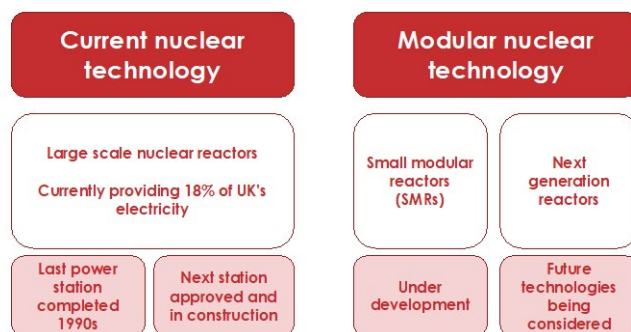 Current nuclear
technology
Large scale nuclear reactors
Currently providing 18% of UK's
electricity
Last power
station
completed
1990s
Next station
approved and
in construction
Modular nuclear
technology
Small modular
reactors
(SMRs)
Next
generation
reactors
Under
development
Future
technologies
being
considered